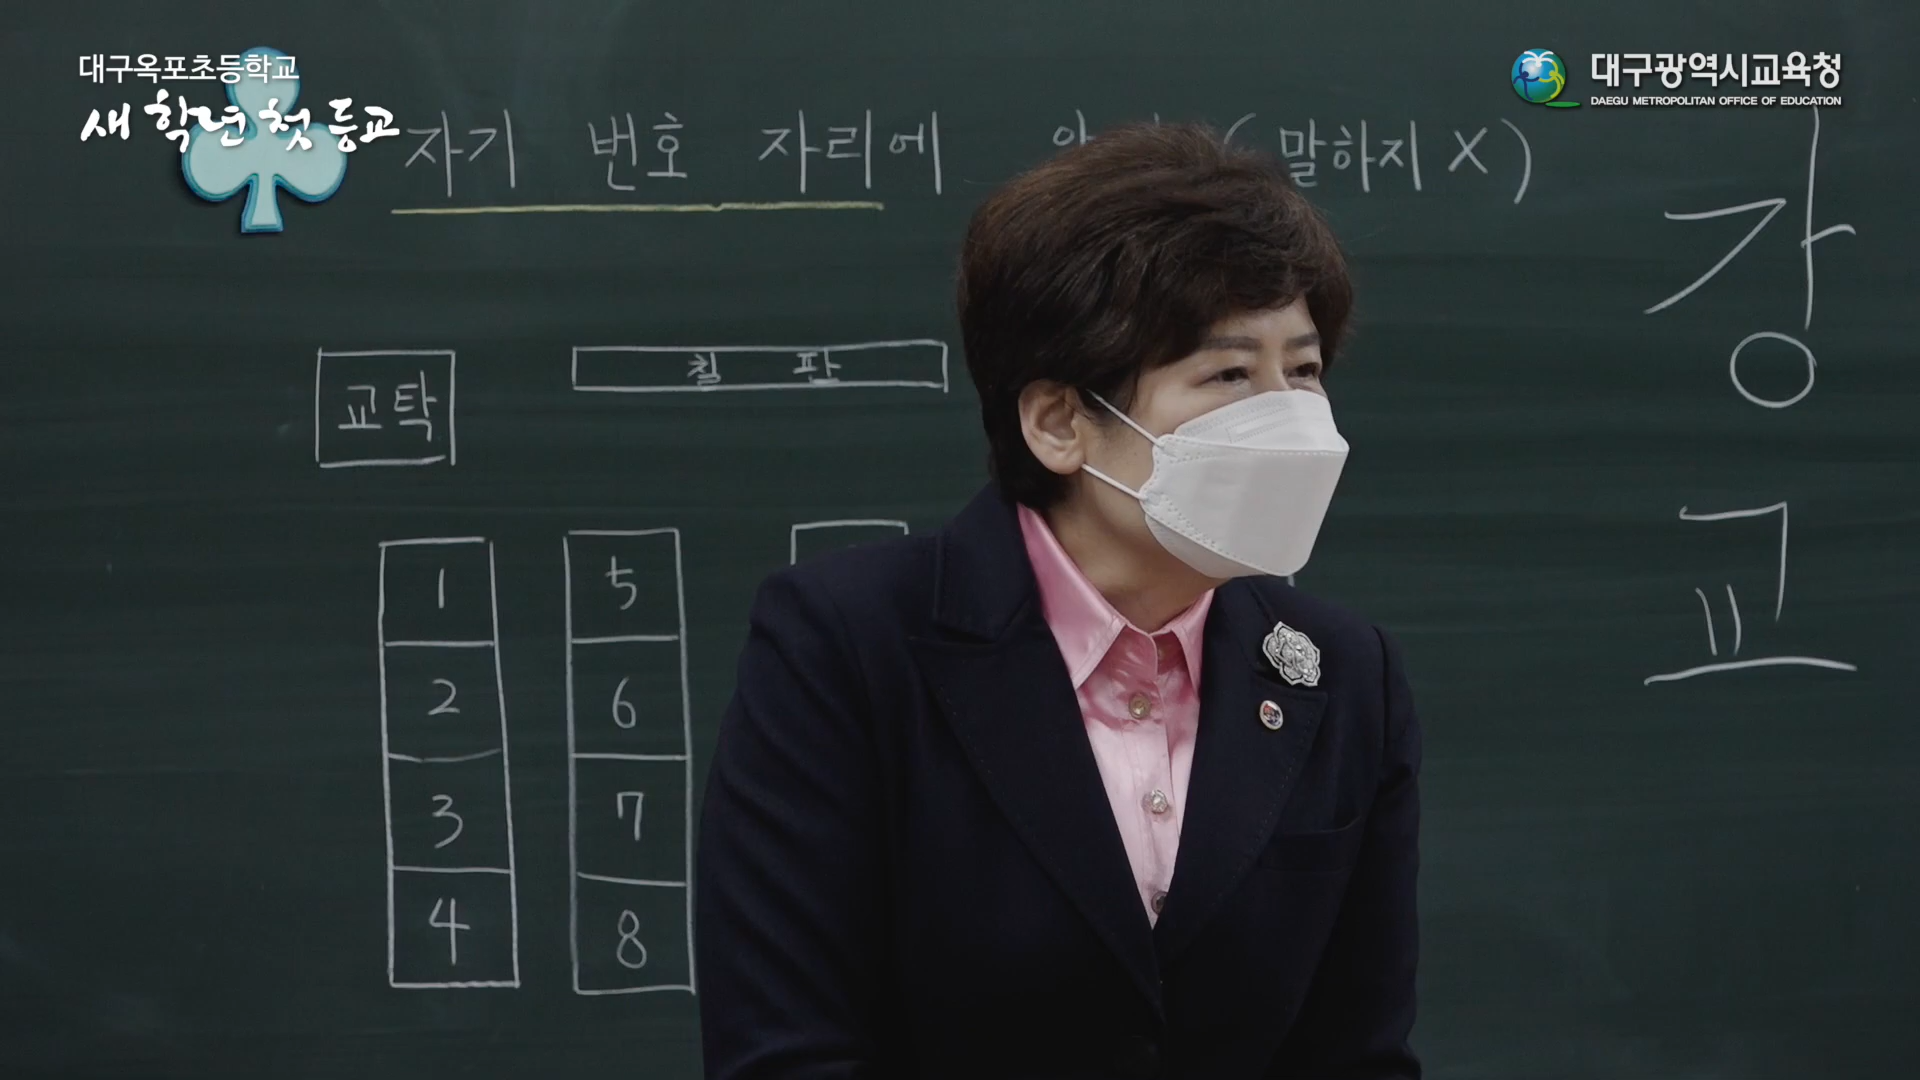 대구옥포초등학교
새 학년 첫 등교
대구광역시교육청
DAEGU METROPOLITAN OFFICE OF EDUCATION
자기 번호 자리에 (말하지 X)
강
교
교탁
칠 판
1
2
3
4
5
6
7
8